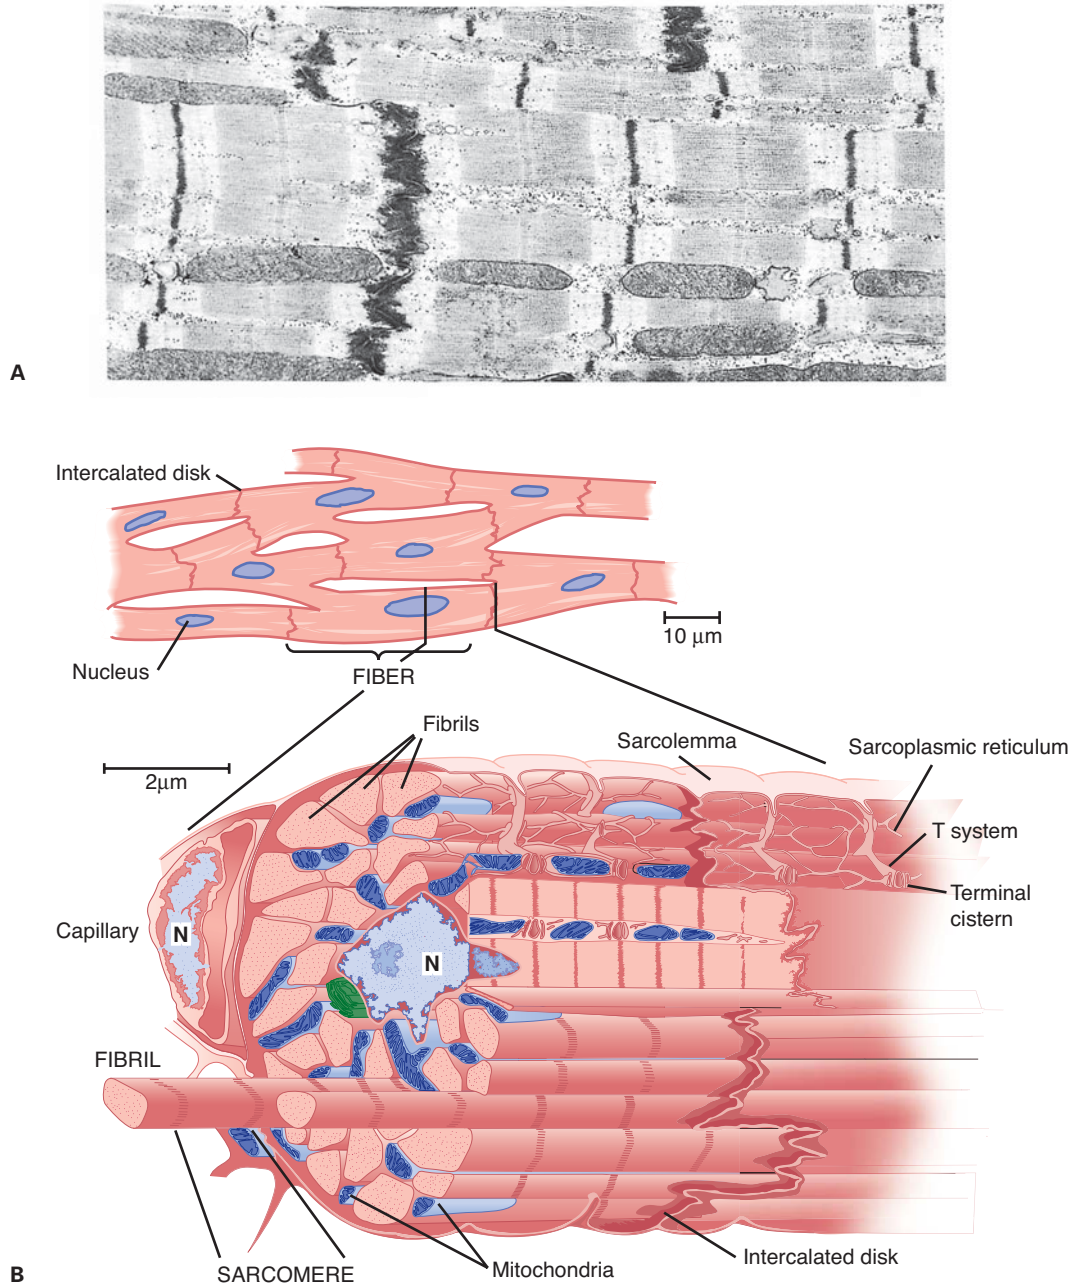 A
Intercalated disk
10 μm
Nucleus
FIBER
Fibrils
Sarcolemma
Sarcoplasmic reticulum
2μm
T system
Terminal
cistern
Capillary
N
N
FIBRIL
Intercalated disk
Mitochondria
SARCOMERE
B